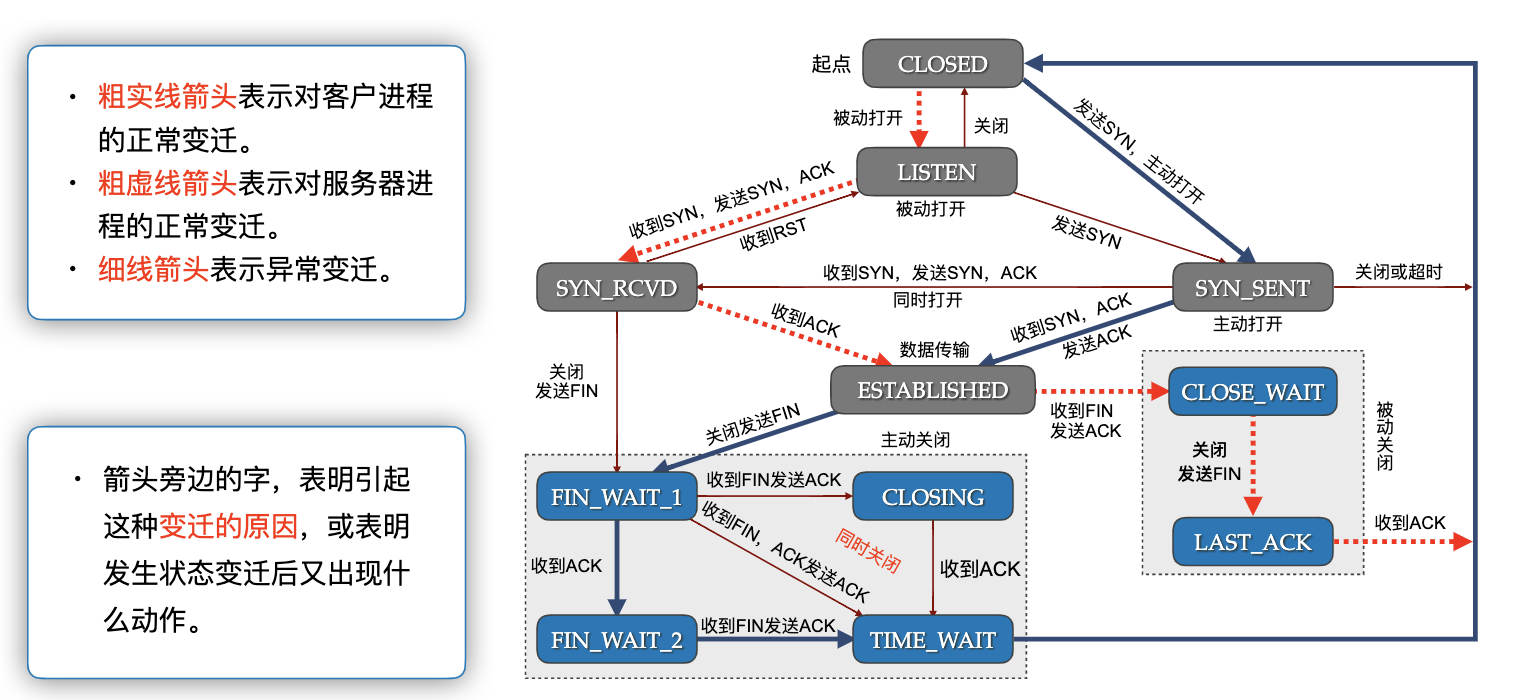 • 粗实线箭头表示对客户进程
的正常变迁。
• 粗虚线箭头表示对服务器进
程的正常变迁。
• 细线箭头表示异常变迁。
• 箭头旁边的字，表明引起
这种变迁的原因，或表明
发生状态变迁后又出现什
么动作。
起点
CLOSED
被动打开
关闭
发送SYN，主动打开
LISTEN
被动打开
收到SYN，发送SYN，ACK
收到RST
发送SYN
SYN_RCVD
收到SYN，发送SYN，ACK
同时打开
SYN_SENT
主动打开
关闭或超时
收到ACK
收到SYN，ACK
发送ACK
数据传输
ESTABLISHED
关闭
发送FIN
关闭发送FIN
主动关闭
收到FIN
发送ACK
CLOSE_WAIT
被动关闭
关闭
发送FIN
LAST_ACK
收到ACK
FIN_WAIT_1
收到FIN发送ACK
CLOSING
收到FIN，ACK发送ACK
同时关闭
收到ACK
收到ACK
FIN_WAIT_2
收到FIN发送ACK
TIME_WAIT